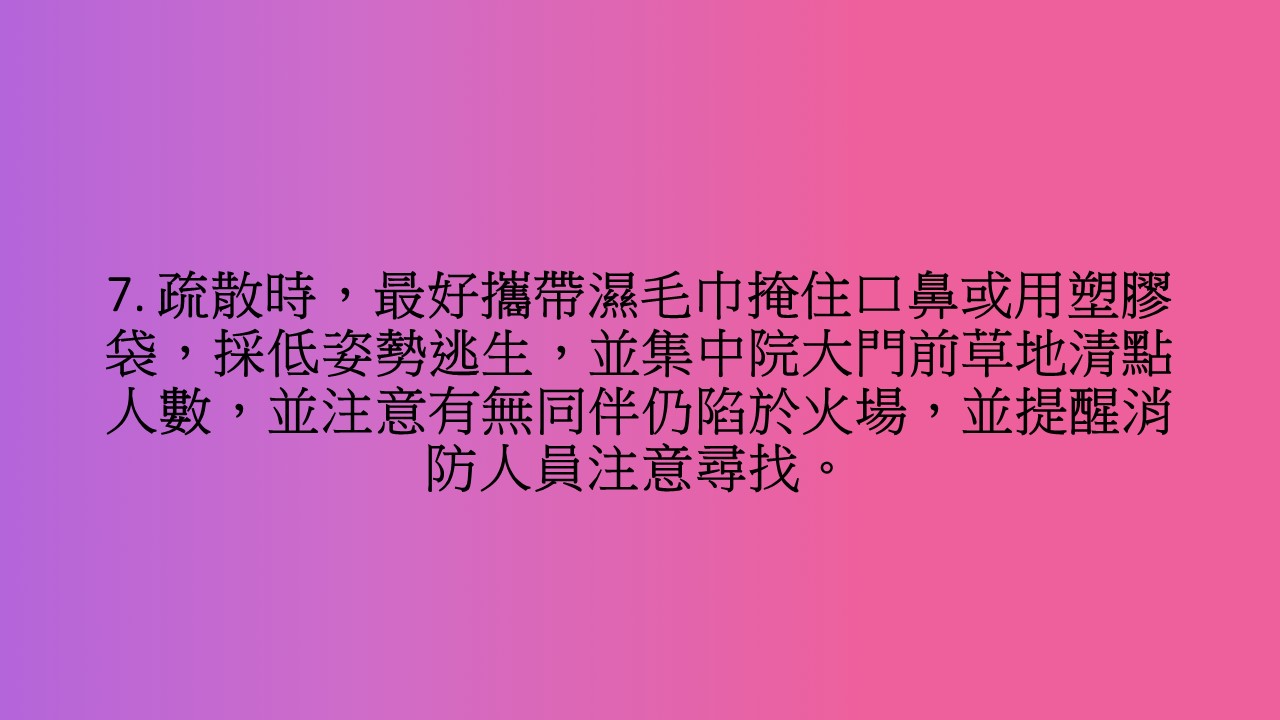 7. 疏散時，最好攜帶濕毛巾掩住口鼻或用塑膠
袋，採低姿勢逃生，並集中院大門前草地清點
人數，並注意有無同伴仍陷於火場，並提醒消
防人員注意尋找。